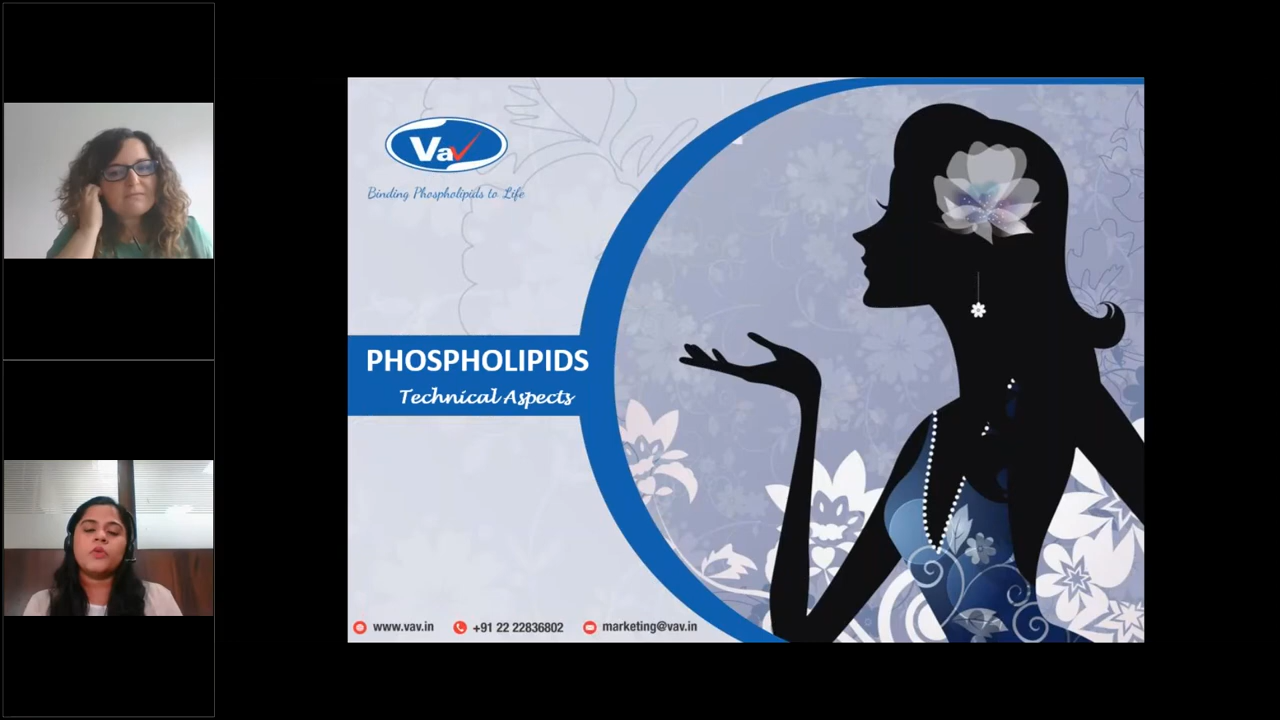 Vav
Binding Phospholipids to Life
PHOSPHOLIPIDS
Technical Aspects
www.vav.in +91 22 22836802 marketing@vav.in